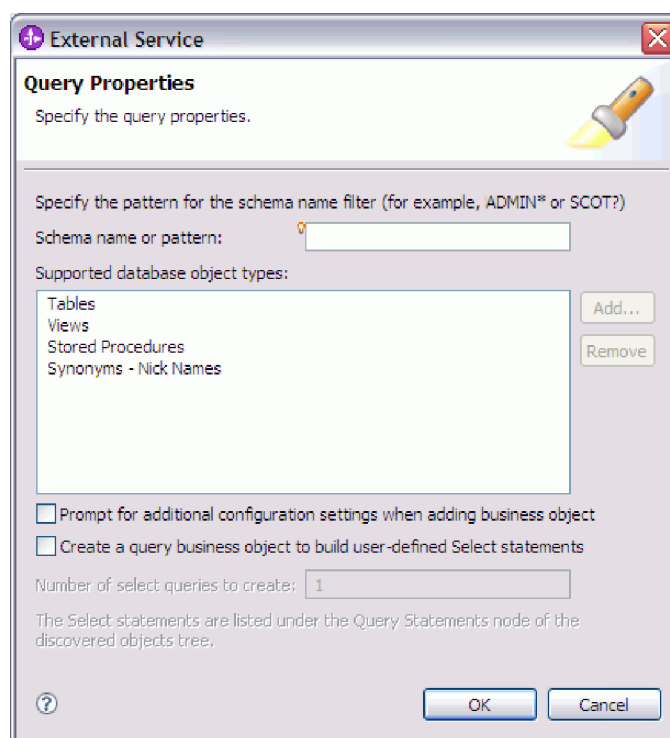 External Service
Query Properties
Specify the query properties.
Specify the pattern for the schema name filter (for example, ADMIN* or SCOT?)
Schema name or pattern:
Supported database object types:
Tables
Views
Stored Procedures
Synonyms - Nick Names
Add...
Remove
Prompt for additional configuration settings when adding business object
Create a query business object to build user-defined Select statements
Number of select queries to create: 1
The Select statements are listed under the Query Statements node of the
discovered objects tree.
? OK Cancel